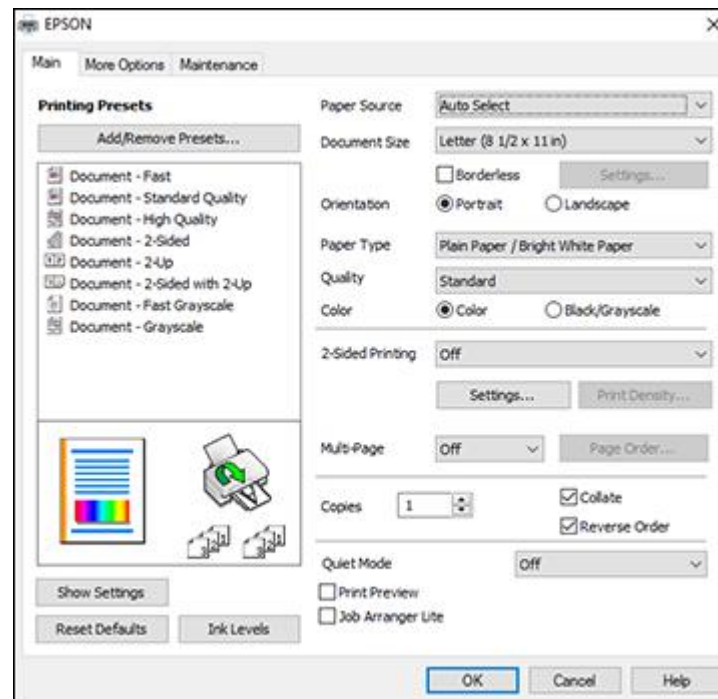 EPSON
Main More Options Maintenance
Printing Presets
Add/Remove Presets...
Document - Fast
Document - Standard Quality
Document - High Quality
Document - 2-Sided
Document - 2-Up
Document - 2-Sided with 2-Up
Document - Fast Grayscale
Document - Grayscale
Show Settings
Reset Defaults Ink Levels
Paper Source Auto Select
Document Size Letter (8 1/2 x 11 in)
Borderless Settings...
Orientation Portrait Landscape
Paper Type Plain Paper / Bright White Paper
Quality Standard
Color Color Black/Grayscale
2-Sided Printing Off
Settings... Print Density...
Multi-Page Off Page Order...
Copies 1 Collate
Reverse Order
Quiet Mode Off
Print Preview
Job Arranger Lite
OK Cancel Help